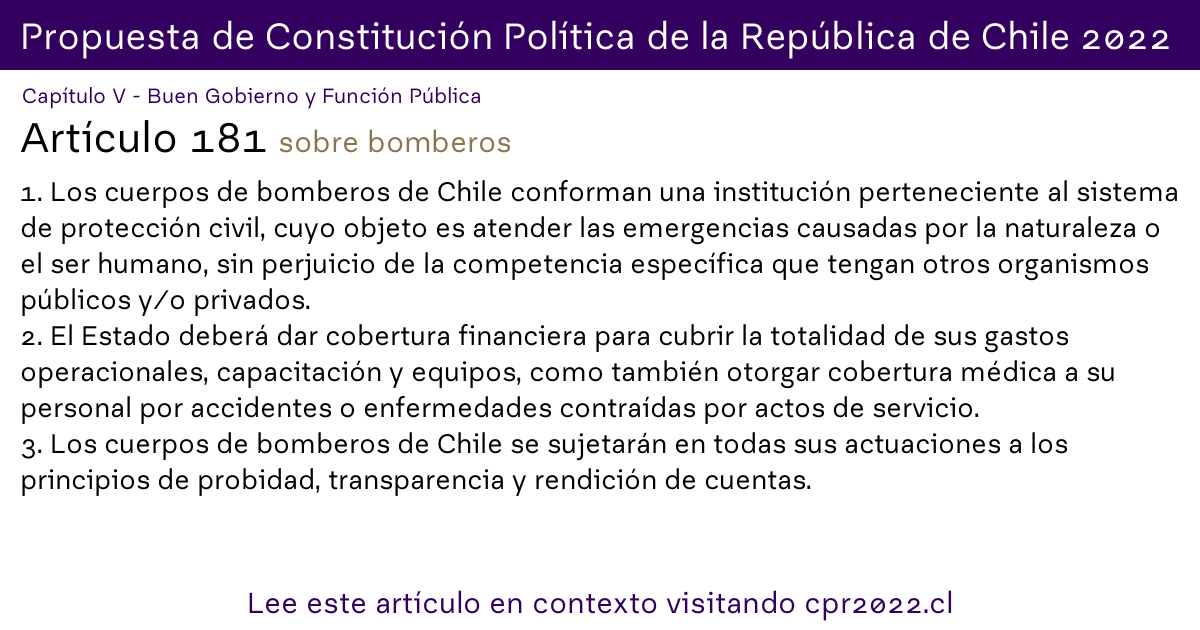 Propuesta de Constitución Política de la República de Chile 2022
Capítulo V - Buen Gobierno y Función Pública
Artículo 181 sobre bomberos
1. Los cuerpos de bomberos de Chile conforman una institución perteneciente al sistema
de protección civil, cuyo objeto es atender las emergencias causadas por la naturaleza o
el ser humano, sin perjuicio de la competencia específica que tengan otros organismos
públicos y/o privados.
2. El Estado deberá dar cobertura financiera para cubrir la totalidad de sus gastos
operacionales, capacitación y equipos, como también otorgar cobertura médica a su
personal por accidentes o enfermedades contraídas por actos de servicio.
3. Los cuerpos de bomberos de Chile se sujetarán en todas sus actuaciones a los
principios de probidad, transparencia y rendición de cuentas.
Lee este artículo en contexto visitando cpr2022.cl